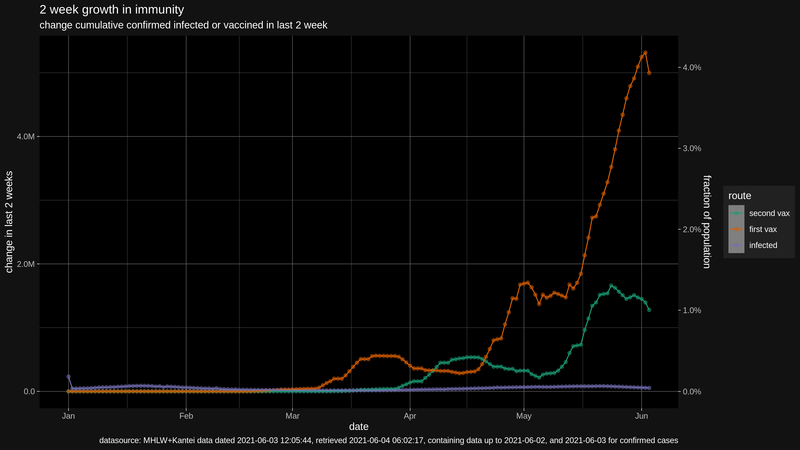 2 week growth in immunity
change cumulative confirmed infected or vaccined in last 2 week
change in last 2 weeks
4.0M
2.0M
0.0
4.0%
3.0%
2.0%
1.0%
0.0%
fraction of population
route
second vax
first vax
infected
Jan
Feb
Mar
Apr
May
Jun
date
datasource: MHLW+Kantei data dated 2021-06-03 12:05:44, retrieved 2021-06-04 06:02:17, containing data up to 2021-06-02, and 2021-06-03 for confirmed cases